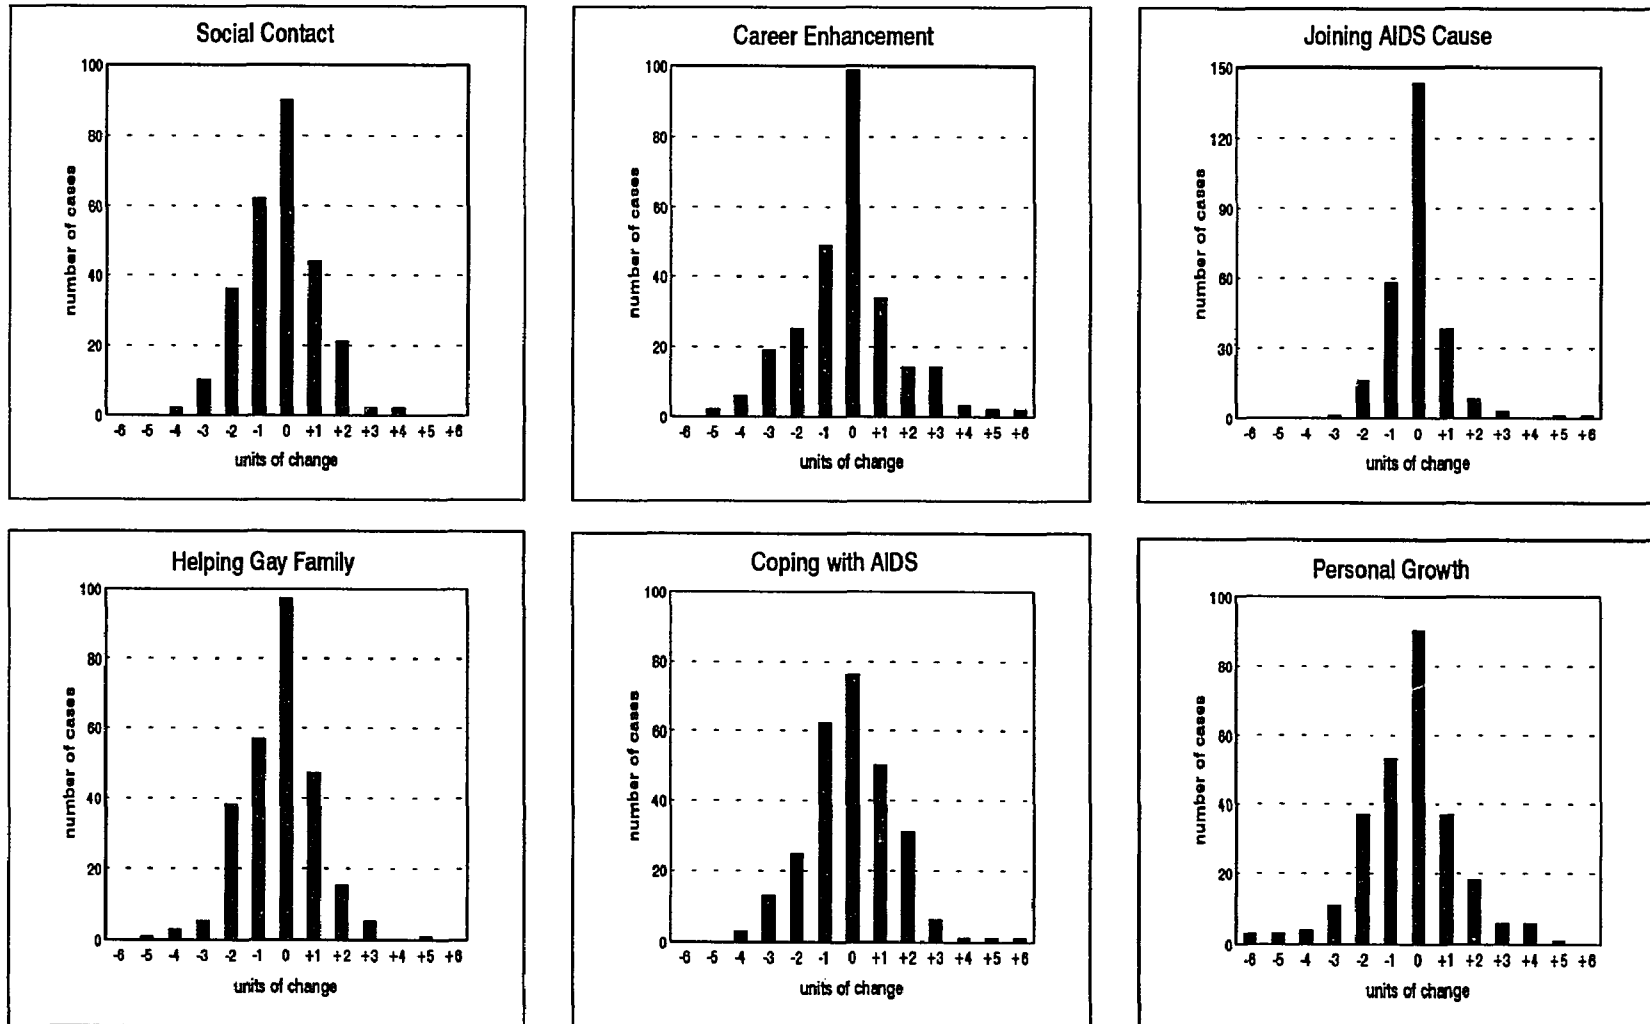 Social Contact
100
80
60
40
20
0
number of cases
-6 -5 -4 -3 -2 -1 0 +1 +2 +3 +4 +5 +6
units of change
Career Enhancement
100
80
60
40
20
0
number of cases
-6 -5 -4 -3 -2 -1 0 +1 +2 +3 +4 +5 +6
units of change
Joining AIDS Cause
150
120
90
60
30
0
number of cases
-6 -5 -4 -3 -2 -1 0 +1 +2 +3 +4 +5 +6
units of change
Helping Gay Family
100
80
60
40
20
0
number of cases
-6 -5 -4 -3 -2 -1 0 +1 +2 +3 +4 +5 +6
units of change
Coping with AIDS
100
80
60
40
20
0
number of cases
-6 -5 -4 -3 -2 -1 0 +1 +2 +3 +4 +5 +6
units of change
Personal Growth
100
80
60
40
20
0
number of cases
-6 -5 -4 -3 -2 -1 0 +1 +2 +3 +4 +5 +6
units of change